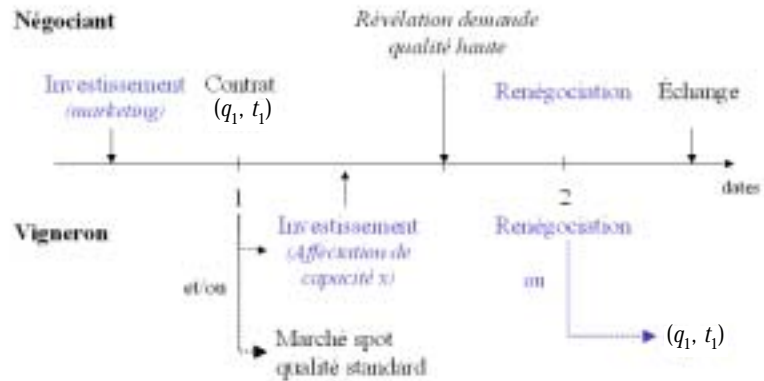 Négociant
Révélation demande
qualité haute
Investissement
(marketing)
Contrat
(q₁, t₁)
Renégociation
Échange
1
2
dates
Vigneron
Investissement
(Affectation de
capacité x)
Renégociation
et/ou
ou
(q₁, t₁)
Marché spot
qualité standard